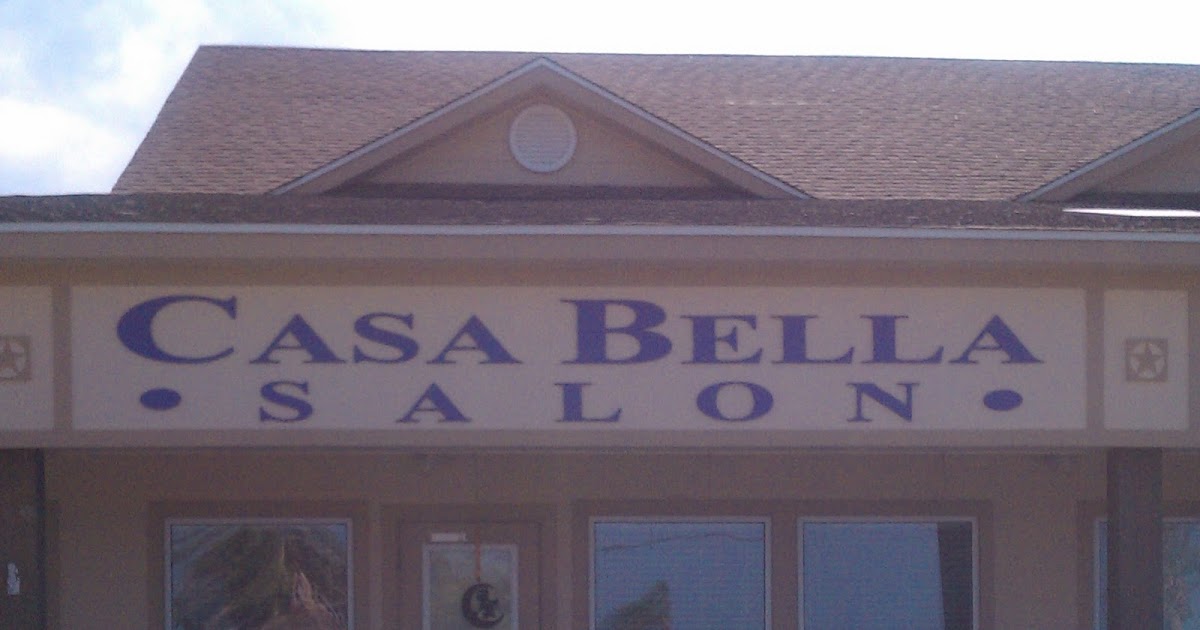 CASA BELLA
• SALON •